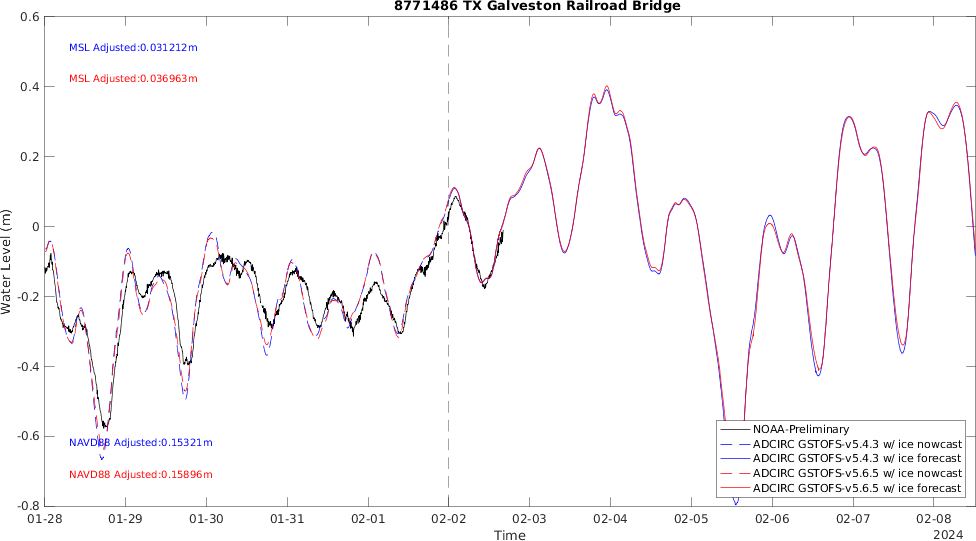 8771486 TX Galveston Railroad Bridge
Water Level (m)
0.6
0.4
0.2
0
-0.2
-0.4
-0.6
-0.8
MSL Adjusted:0.031212m
MSL Adjusted:0.036963m
NAVD88 Adjusted:0.15321m
NAVD88 Adjusted:0.15896m
NOAA-Preliminary
ADCIRC GSTOFS-v5.4.3 w/ ice nowcast
ADCIRC GSTOFS-v5.4.3 w/ ice forecast
ADCIRC GSTOFS-v5.6.5 w/ ice nowcast
ADCIRC GSTOFS-v5.6.5 w/ ice forecast
01-28 01-29 01-30 01-31 02-01 02-02 02-03 02-04 02-05 02-06 02-07 02-08
Time
2024